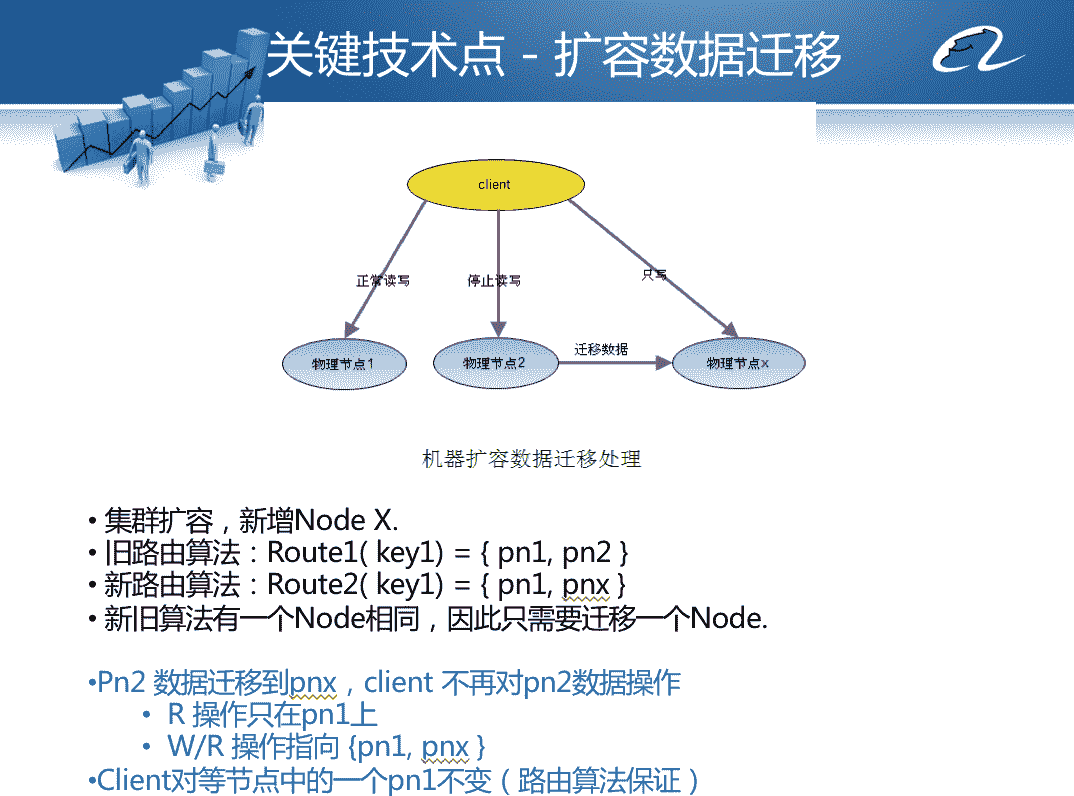 关键技术点 - 扩容数据迁移
client
正常读写
停止读写
只写
物理节点1
物理节点2
迁移数据
物理节点x
机器扩容数据迁移处理
• 集群扩容，新增Node X.
• 旧路由算法：Route1( key1) = { pn1, pn2 }
• 新路由算法：Route2( key1) = { pn1, pnx }
• 新旧算法有一个Node相同，因此只需要迁移一个Node.
•Pn2 数据迁移到pnx，client 不再对pn2数据操作
• R 操作只在pn1上
• W/R 操作指向 {pn1, pnx }
•Client对等节点中的一个pn1不变（路由算法保证）